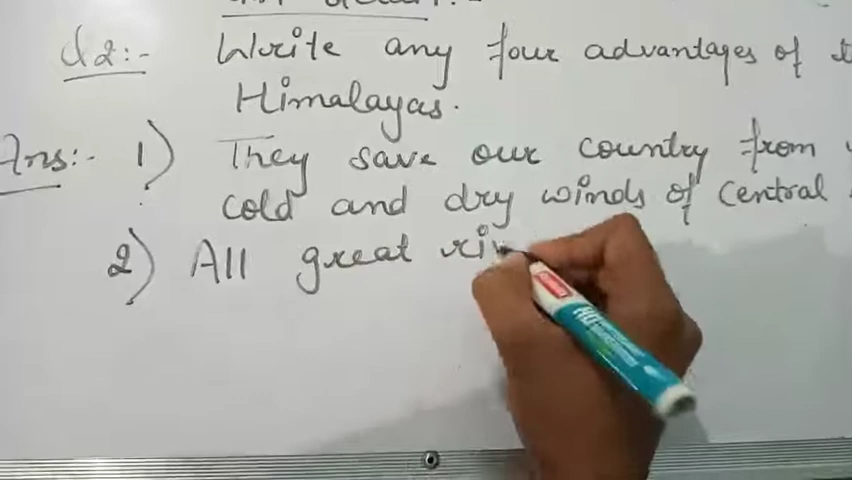 Q2:- Write any four advantages of
Himalayas.
Ans:- 1) They save our country from
cold and dry winds of central
2) All great ri